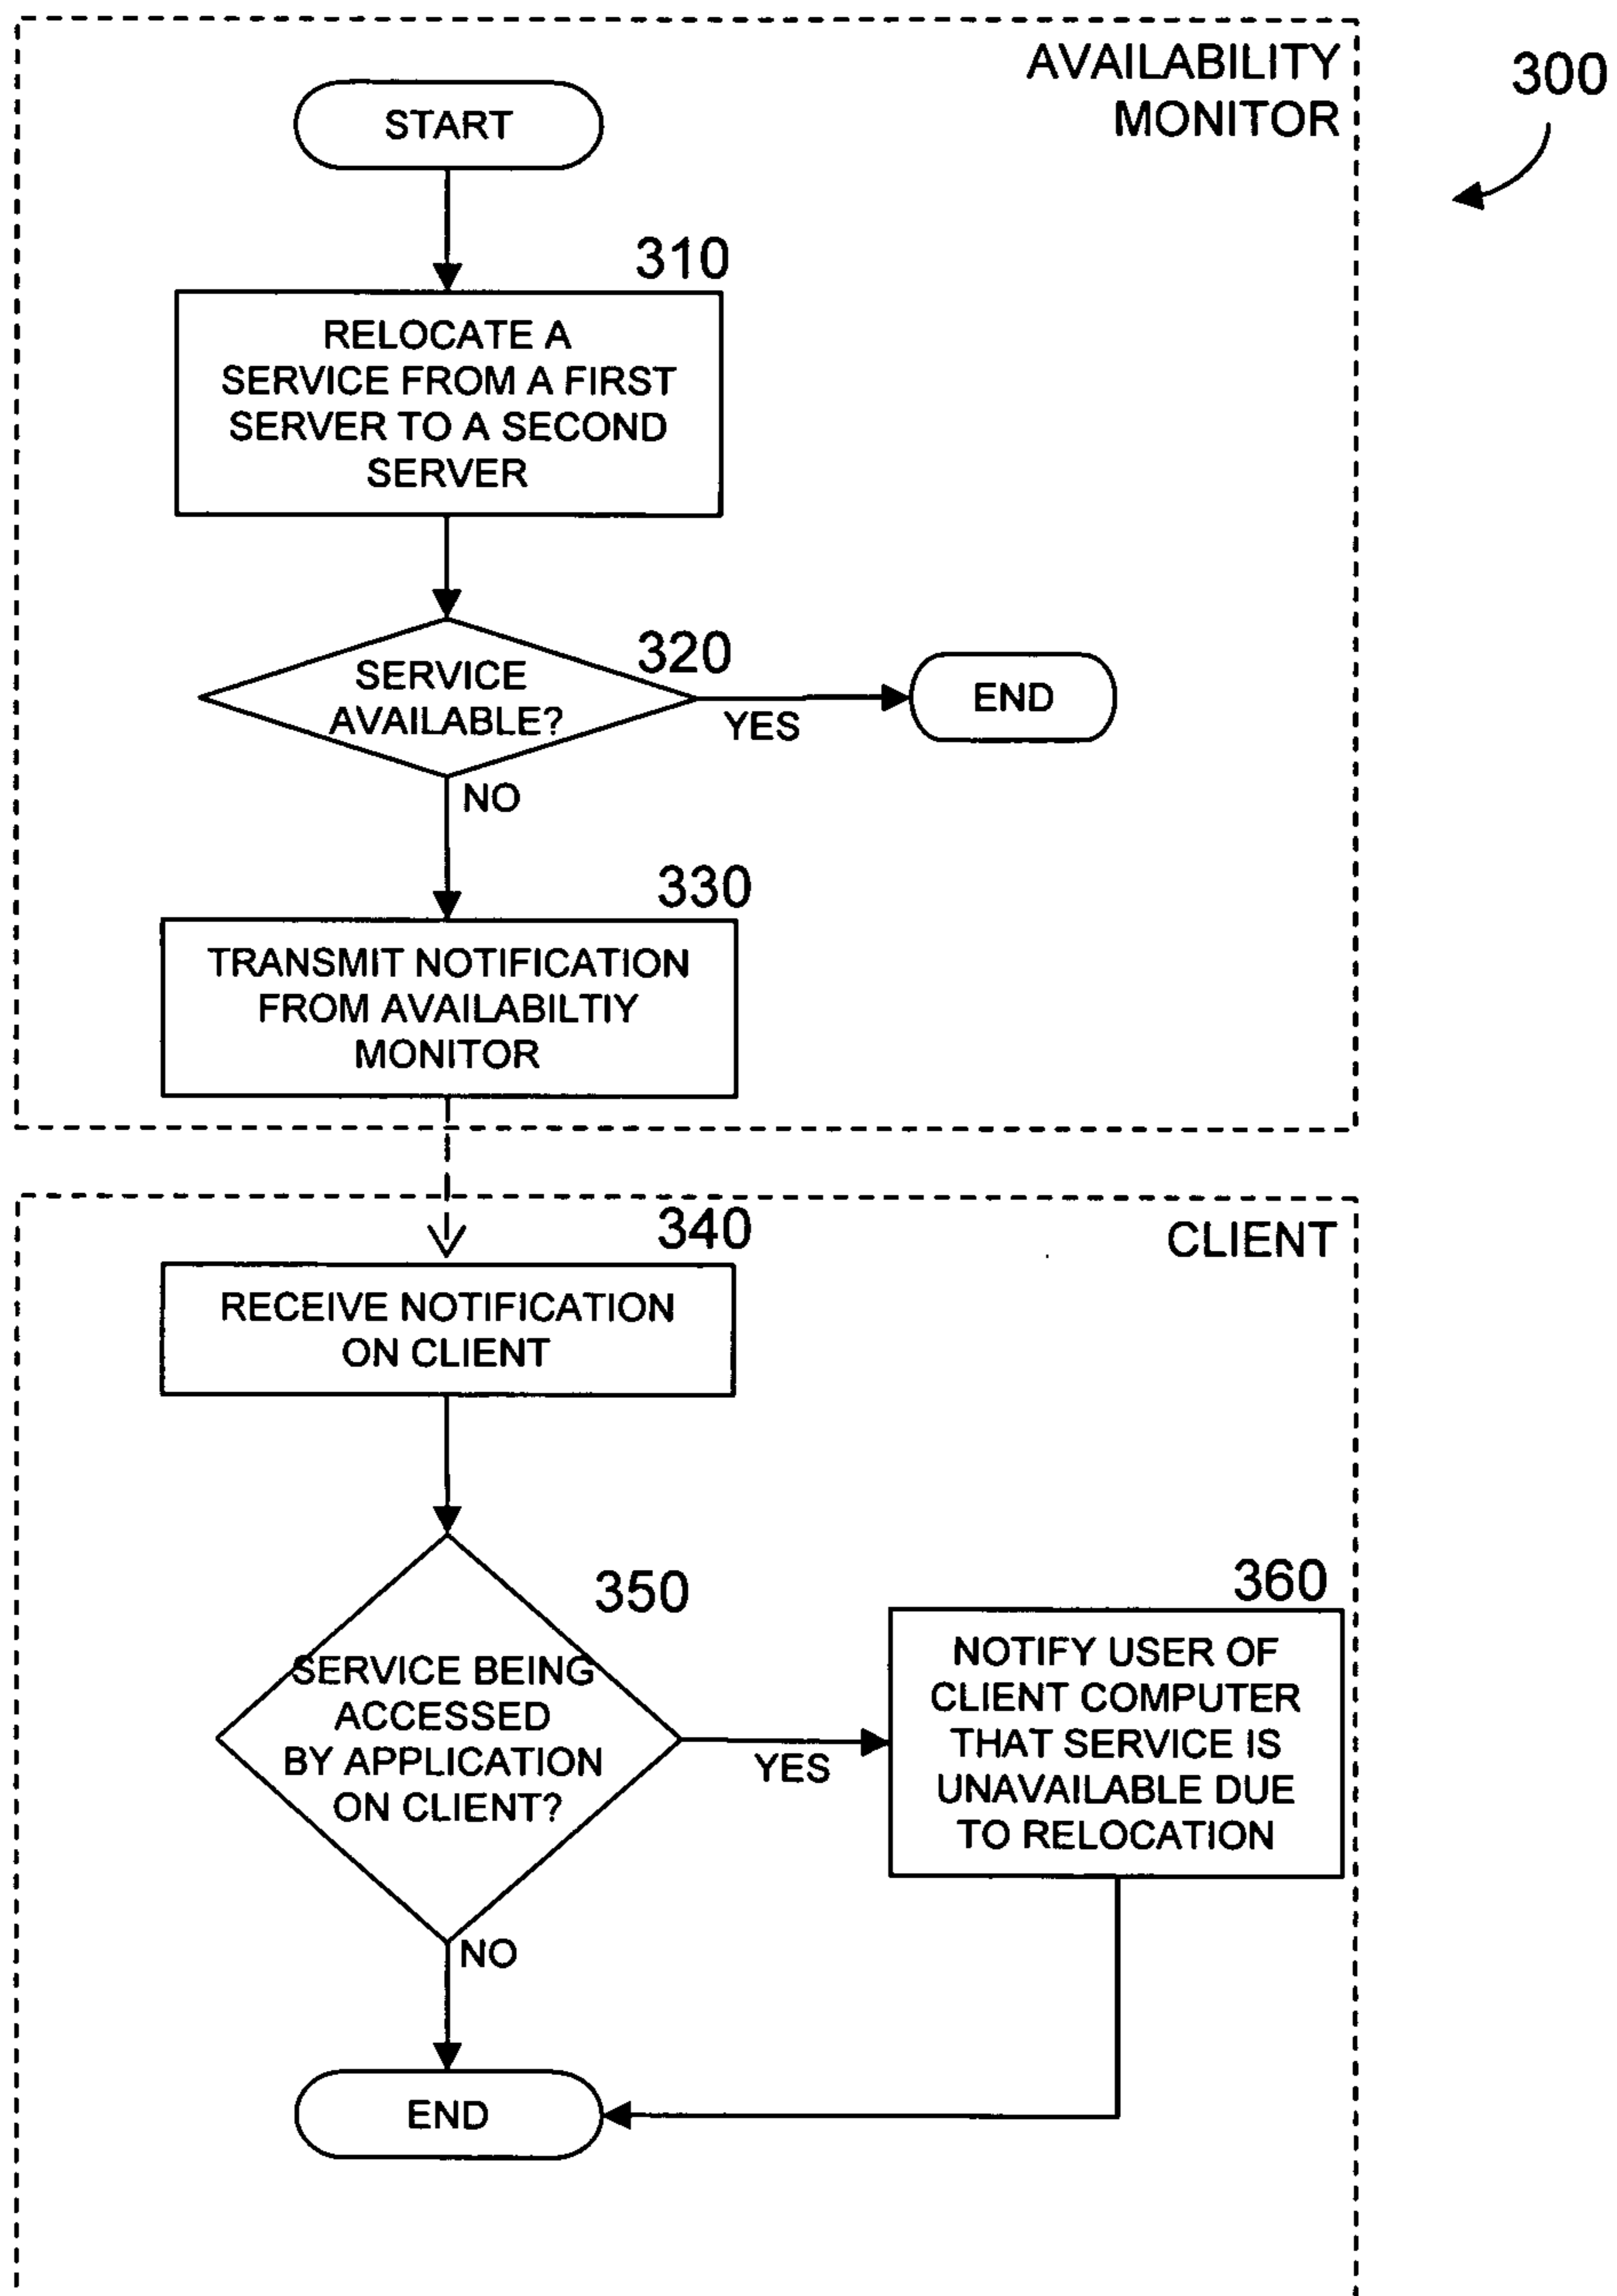 AVAILABILITY
MONITOR
300
START
310
RELOCATE A
SERVICE FROM A FIRST
SERVER TO A SECOND
SERVER
320
SERVICE
AVAILABLE?
YES
END
NO
330
TRANSMIT NOTIFICATION
FROM AVAILABILTIY
MONITOR
CLIENT
340
RECEIVE NOTIFICATION
ON CLIENT
350
SERVICE BEING
ACCESSED
BY APPLICATION
ON CLIENT?
YES
360
NOTIFY USER OF
CLIENT COMPUTER
THAT SERVICE IS
UNAVAILABLE DUE
TO RELOCATION
NO
END